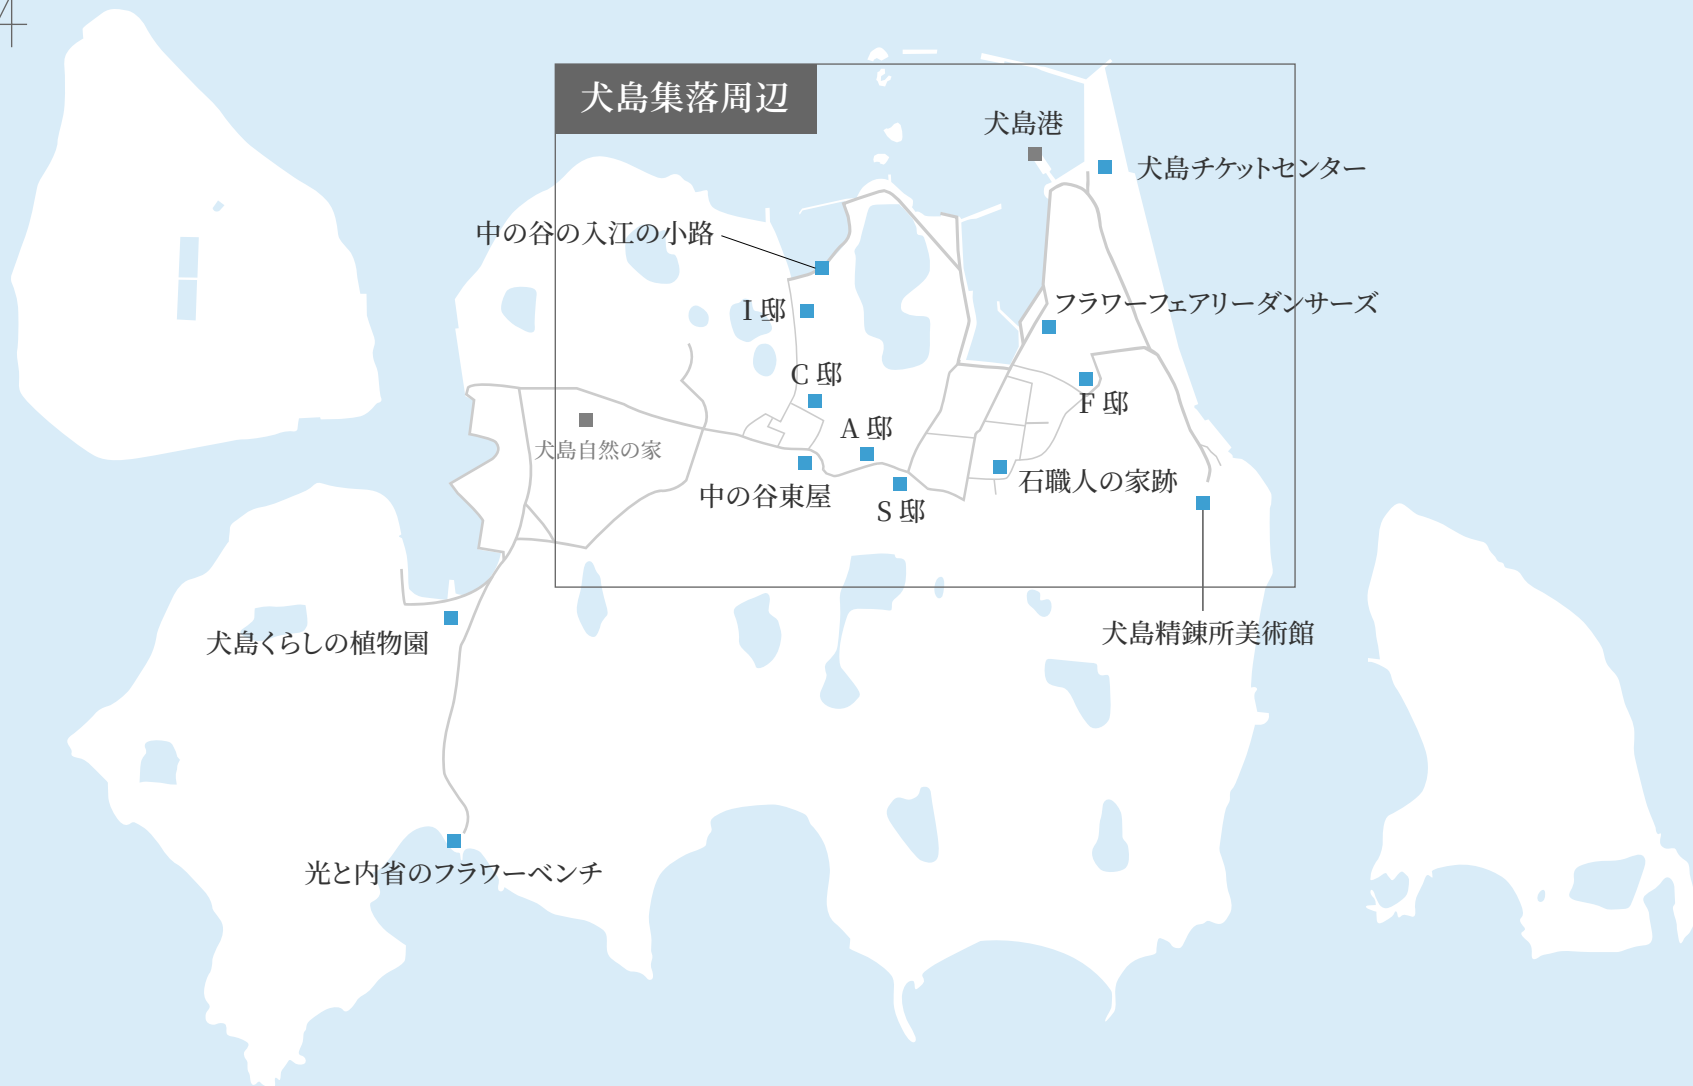 犬島集落周辺
犬島港
犬島チケットセンター
中の谷の入江の小路
I 邸
フラワーフェアリーダンサーズ
C 邸
F 邸
A 邸
犬島自然の家
中の谷東屋
石職人の家跡
S 邸
犬島くらしの植物園
犬島精錬所美術館
光と内省のフラワーベンチ